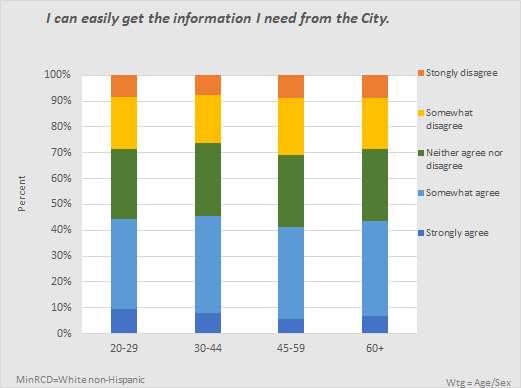 I can easily get the information I need from the City.
100%
90%
80%
70%
60%
50%
40%
30%
20%
10%
0%
Percent
20-29
30-44
45-59
60+
Stongly disagree
Somewhat
disagree
Neither agree nor
disagree
Somewhat agree
Strongly agree
MinRCD=White non-Hispanic
Wtg = Age/Sex